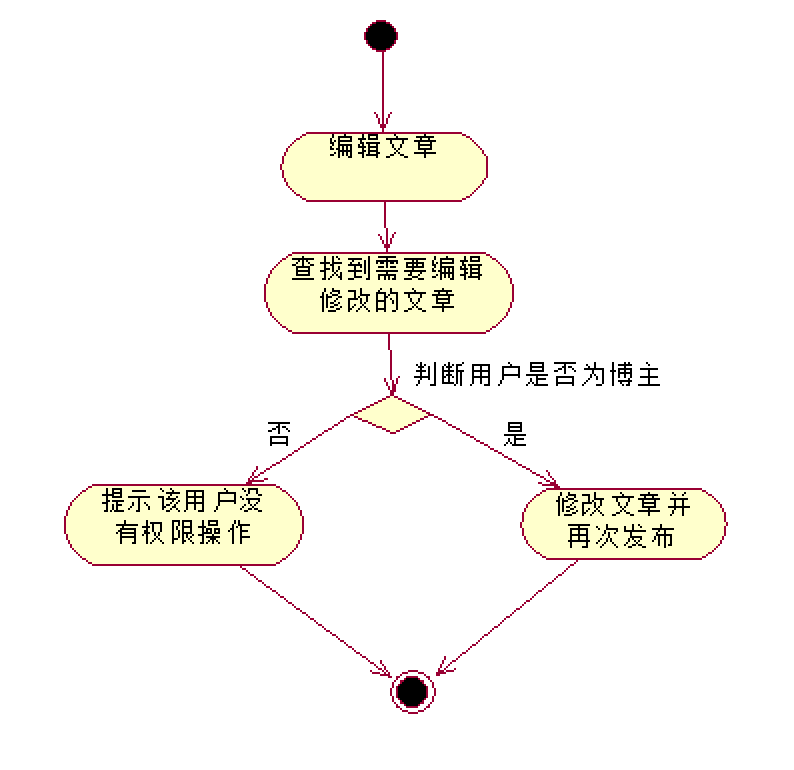 编辑文章
查找到需要编辑
修改的文章
判断用户是否为博主
否
是
提示该用户没
有权限操作
修改文章并
再次发布